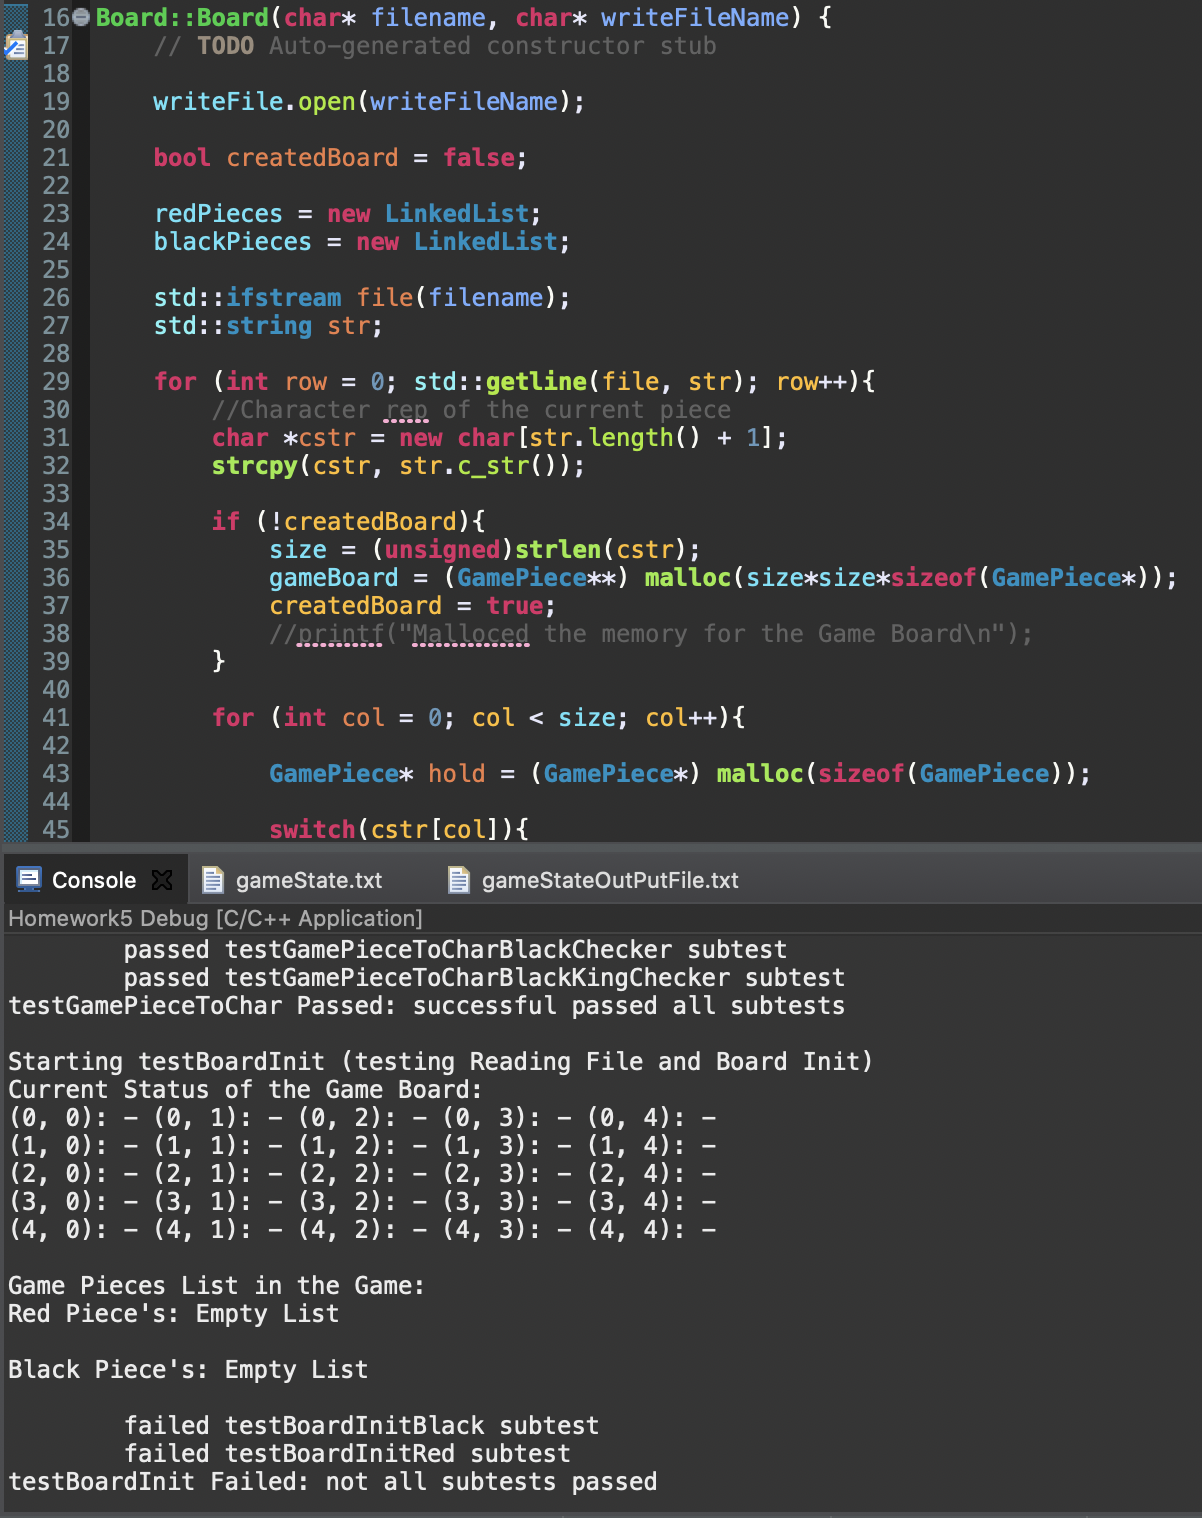 16 Board::Board(char* filename, char* writeFileName) {
17 // TODO Auto-generated constructor stub
18
19 writeFile.open(writeFileName);
20
21 bool createdBoard = false;
22
23 redPieces = new LinkedList;
24 blackPieces = new LinkedList;
25
26 std::ifstream file(filename);
27 std::string str;
28
29 for (int row = 0; std::getline(file, str); row++){
30 //Character rep of the current piece
31 char *cstr = new char[str.length() + 1];
32 strcpy(cstr, str.c_str());
33
34 if (!createdBoard){
35 size = (unsigned)strlen(cstr);
36 gameBoard = (GamePiece**) malloc(size*size*sizeof(GamePiece*));
37 createdBoard = true;
38 //printf("Malloced the memory for the Game Board\n");
39 }
40
41 for (int col = 0; col < size; col++){
42
43 GamePiece* hold = (GamePiece*) malloc(sizeof(GamePiece));
44
45 switch(cstr[col]){
Console gameState.txt gameStateOutPutFile.txt
Homework5 Debug [C/C++ Application]
passed testGamePieceToCharBlackChecker subtest
passed testGamePieceToCharBlackKingChecker subtest
testGamePieceToChar Passed: successful passed all subtests
Starting testBoardInit (testing Reading File and Board Init)
Current Status of the Game Board:
(0, 0): - (0, 1): - (0, 2): - (0, 3): - (0, 4): -
(1, 0): - (1, 1): - (1, 2): - (1, 3): - (1, 4): -
(2, 0): - (2, 1): - (2, 2): - (2, 3): - (2, 4): -
(3, 0): - (3, 1): - (3, 2): - (3, 3): - (3, 4): -
(4, 0): - (4, 1): - (4, 2): - (4, 3): - (4, 4): -
Game Pieces List in the Game:
Red Piece's: Empty List
Black Piece's: Empty List
failed testBoardInitBlack subtest
failed testBoardInitRed subtest
testBoardInit Failed: not all subtests passed